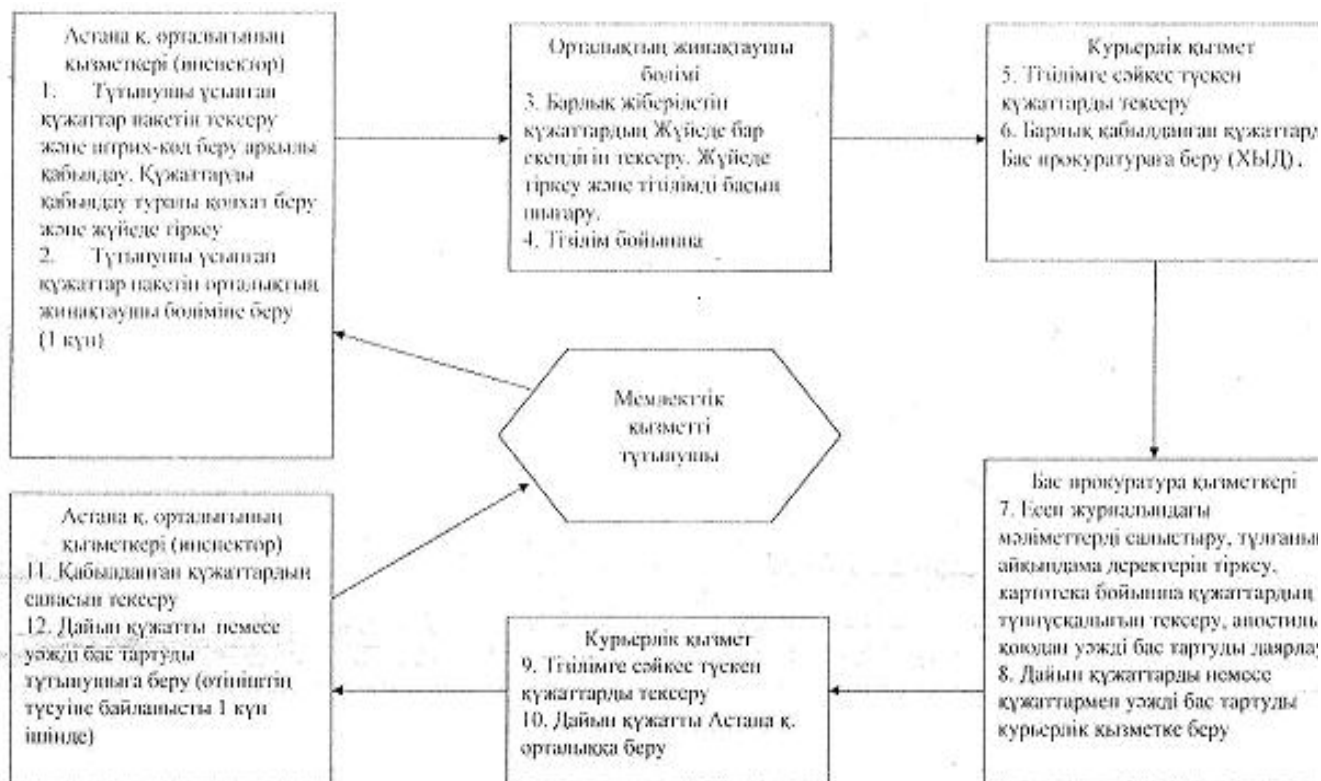 Астана қ. орталығының
қызметкері (инспектор)
1. Тұтынушы ұсынған
құжаттар пакетін тексеру
және штрих-код беру арқылы
қабылдау. Құжаттарды
қабылдау туралы қолхат беру
және жүйеде тіркеу
2. Тұтынушы ұсынған
құжаттар пакетін орталықтың
жинақтаушы бөліміне беру
(1 күн)
Орталықтың жинақтаушы
бөлімі
3. Барлық жіберілетін
құжаттардың Жүйеде бар
екендігін тексеру. Жүйеде
тіркеу және тізілімді басып
шығару.
4. Тізілім бойынша
Курьерлік қызмет
5. Тізілімге сәйкес түскен
құжаттарды тексеру
6. Барлық қабылданған құжаттард
Бас прокуратураға беру (ХЫД).
Мемлекттік
қызметті
тұтынушы
Бас прокуратура қызметкері
7. Есеп журналындағы
мәліметтерді салыстыру, тұлғаның
айқындама деректерін тіркеу,
картотека бойынша құжаттардың
түпнұсқалығын тексеру, апостиль
қоюдан уәжді бас тартуды даярлау
8. Дайын құжаттарды немесе
құжаттармен уәжді бас тартуды
курьерлік қызметке беру
Курьерлік қызмет
9. Тізілімге сәйкес түскен
құжаттарды тексеру
10. Дайын құжатты Астана қ.
орталыққа беру
Астана қ. орталығының
қызметкері (инспектор)
11. Қабылданған құжаттардың
сапасын тексеру
12. Дайын құжатты немесе
уәжді бас тартуды
тұтынушыға беру (өтініштің
түсуіне байланысты 1 күн
ішінде)